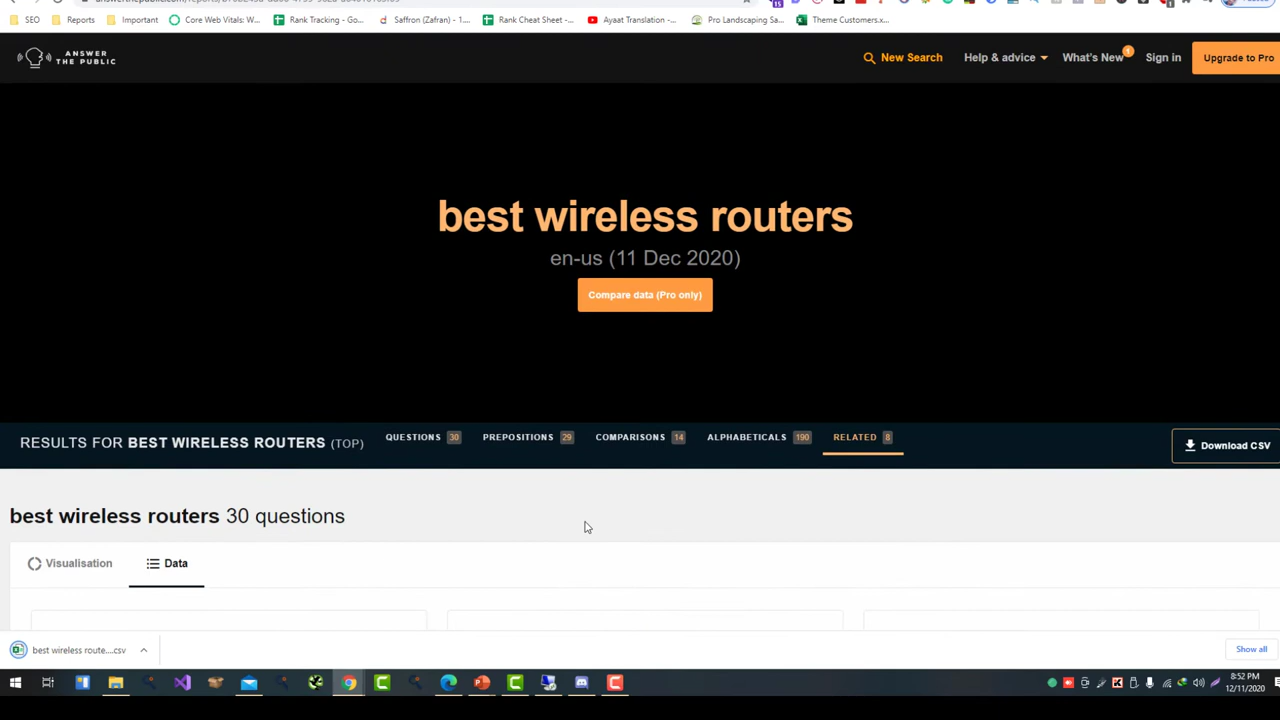 SEO
Reports
Important
Core Web Vitals: W...
Rank Tracking - Go...
Saffron (Zafran) - 1....
Rank Cheat Sheet -...
Ayaat Translation -...
Pro Landscaping Sa...
Theme Customers.x...
ANSWER
THE PUBLIC
New Search
Help & advice
What's New
1
Sign in
Upgrade to Pro
best wireless routers
en-us (11 Dec 2020)
Compare data (Pro only)
RESULTS FOR BEST WIRELESS ROUTERS (TOP)
QUESTIONS 30
PREPOSITIONS 29
COMPARISONS 14
ALPHABETICALS 190
RELATED 8
Download CSV
best wireless routers 30 questions
Visualisation
Data
best wireless route....csv
Show all
8:52 PM
12/11/2020